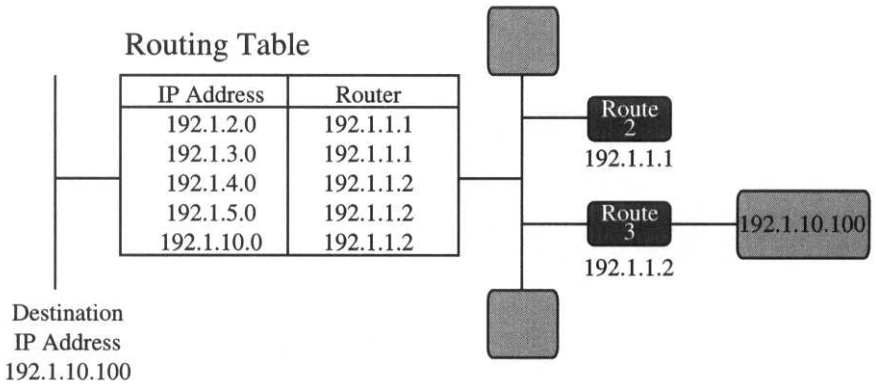 Routing Table
IP Address Router
192.1.2.0 192.1.1.1
192.1.3.0 192.1.1.1
192.1.4.0 192.1.1.2
192.1.5.0 192.1.1.2
192.1.10.0 192.1.1.2
Route
2
192.1.1.1
Route
3
192.1.1.2
192.1.10.100
Destination
IP Address
192.1.10.100